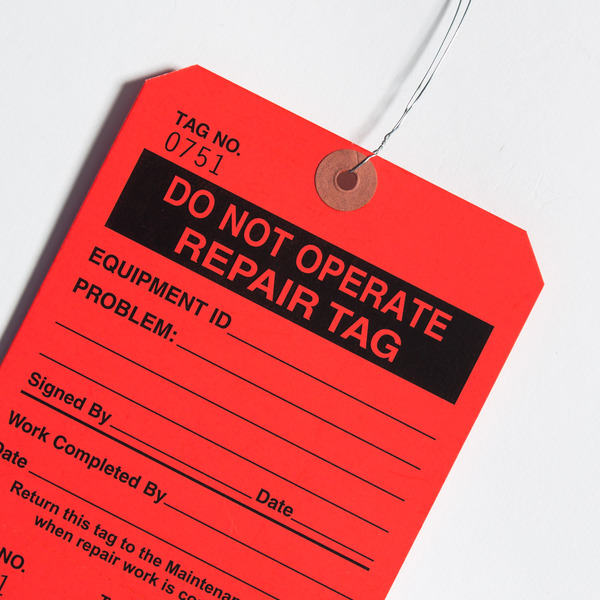 TAG NO.
0751
DO NOT OPERATE
REPAIR TAG
EQUIPMENT ID
PROBLEM:
Signed By
Date
Work Completed By
Date
Return this tag to the
when repair work is
NO.
1